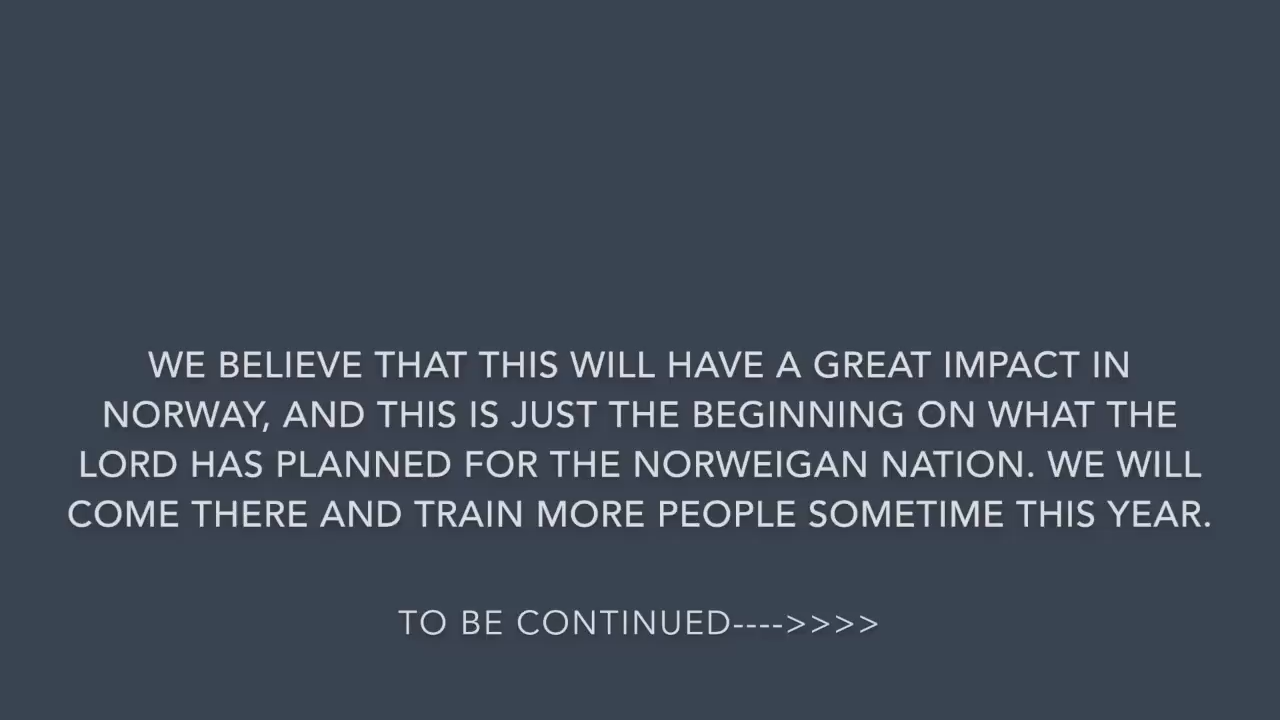 WE BELIEVE THAT THIS WILL HAVE A GREAT IMPACT IN
NORWAY, AND THIS IS JUST THE BEGINNING ON WHAT THE
LORD HAS PLANNED FOR THE NORWEIGAN NATION. WE WILL
COME THERE AND TRAIN MORE PEOPLE SOMETIME THIS YEAR.
TO BE CONTINUED---->>>>